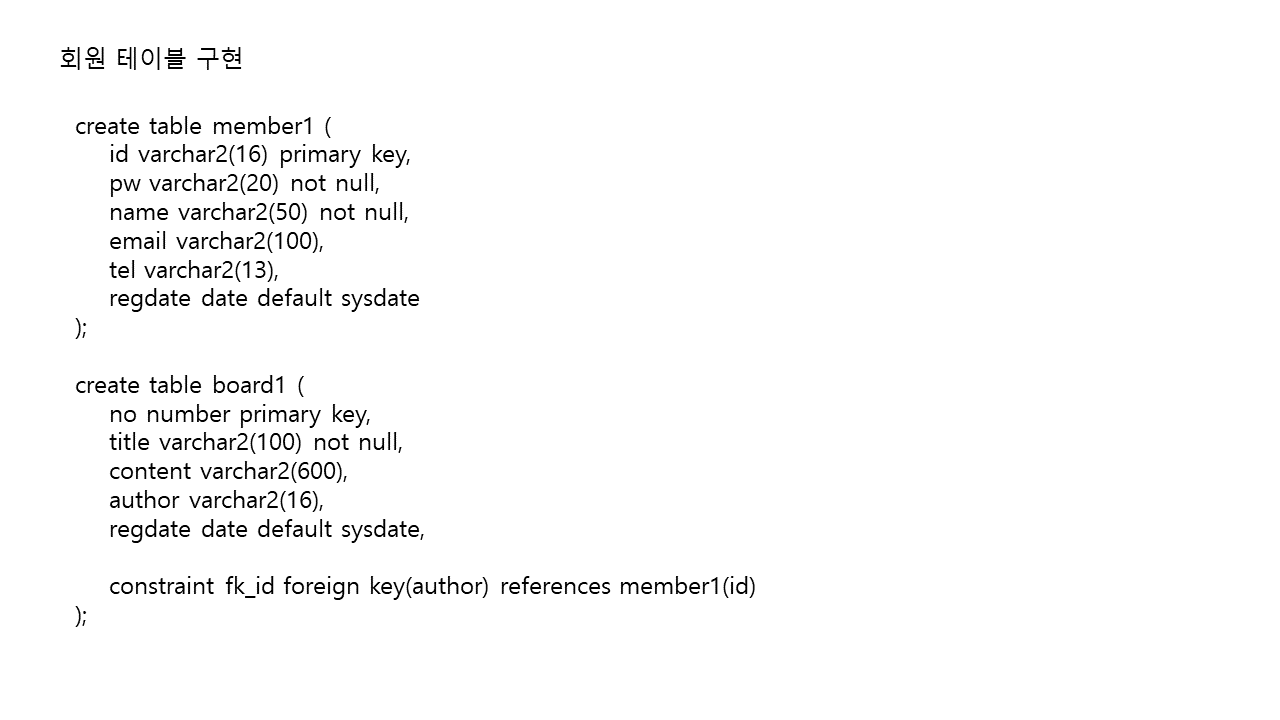 회원 테이블 구현
create table member1 (
id varchar2(16) primary key,
pw varchar2(20) not null,
name varchar2(50) not null,
email varchar2(100),
tel varchar2(13),
regdate date default sysdate
);
create table board1 (
no number primary key,
title varchar2(100) not null,
content varchar2(600),
author varchar2(16),
regdate date default sysdate,
constraint fk_id foreign key(author) references member1(id)
);